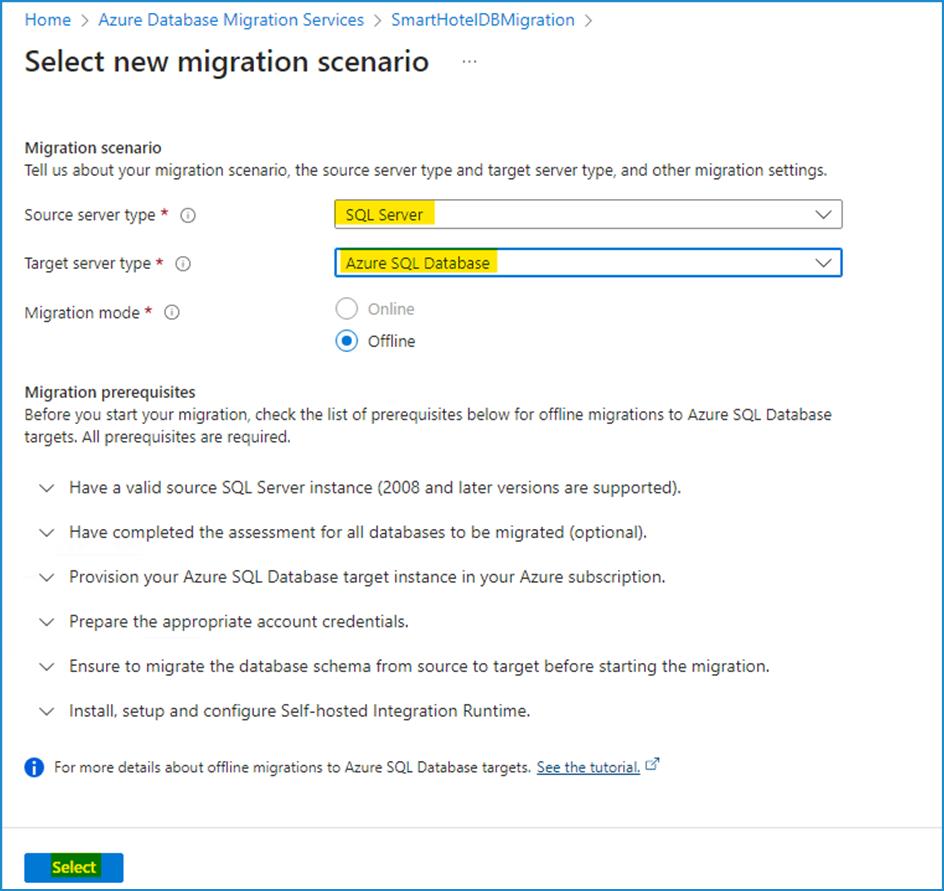 Home > Azure Database Migration Services > SmartHotelDBMigration >
Select new migration scenario ...
Migration scenario
Tell us about your migration scenario, the source server type and target server type, and other migration settings.
Source server type * SQL Server
Target server type * Azure SQL Database
Migration mode * Online
Offline
Migration prerequisites
Before you start your migration, check the list of prerequisites below for offline migrations to Azure SQL Database
targets. All prerequisites are required.
Have a valid source SQL Server instance (2008 and later versions are supported).
Have completed the assessment for all databases to be migrated (optional).
Provision your Azure SQL Database target instance in your Azure subscription.
Prepare the appropriate account credentials.
Ensure to migrate the database schema from source to target before starting the migration.
Install, setup and configure Self-hosted Integration Runtime.
For more details about offline migrations to Azure SQL Database targets. See the tutorial.
Select